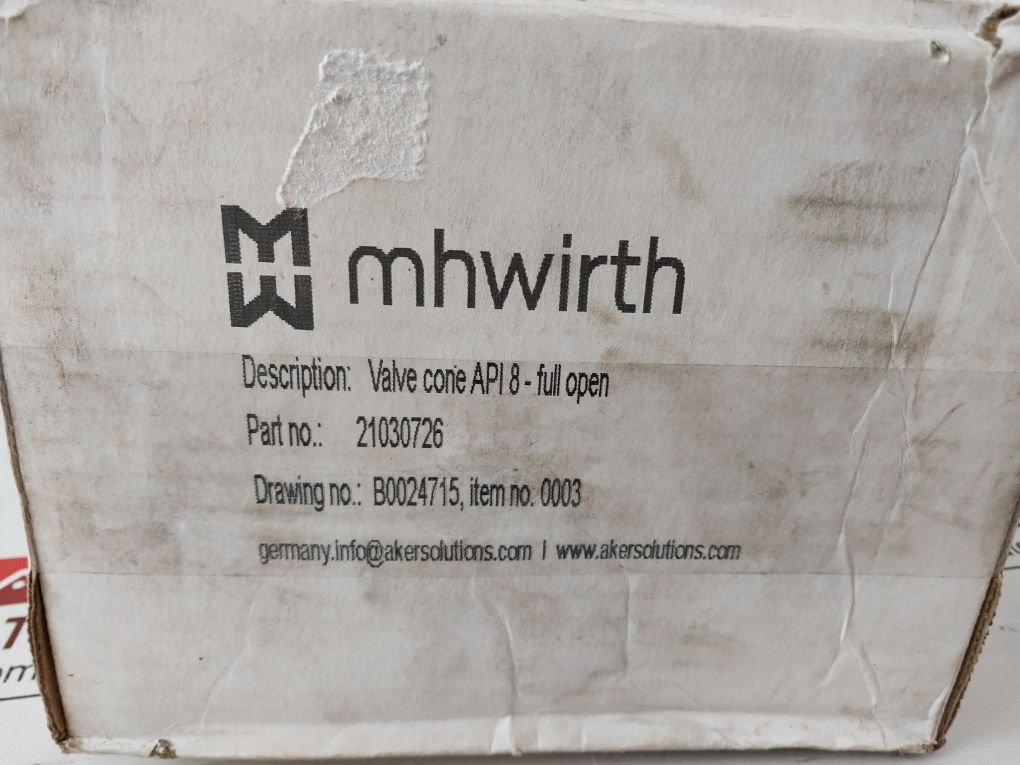 mhwirth
Description: Valve cone API 8 - full open
Part no.: 21030726
Drawing no.: B0024715, item no. 0003
germany.info@akersolutions.com | www.akersolutions.com
7